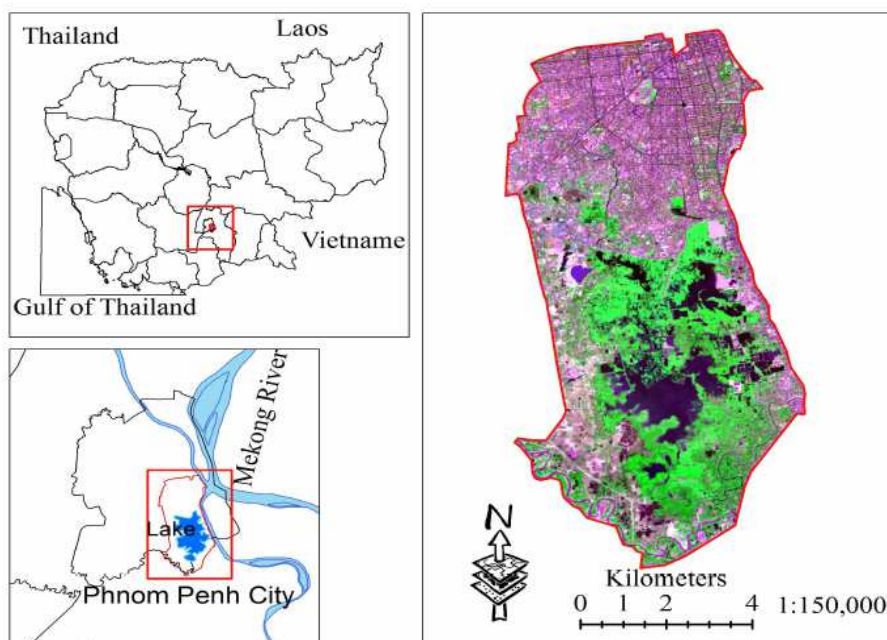 Thailand
Laos
Vietname
Gulf of Thailand
Mekong River
Lake
Phnom Penh City
N
Kilometers
0 1 2 4
1:150,000